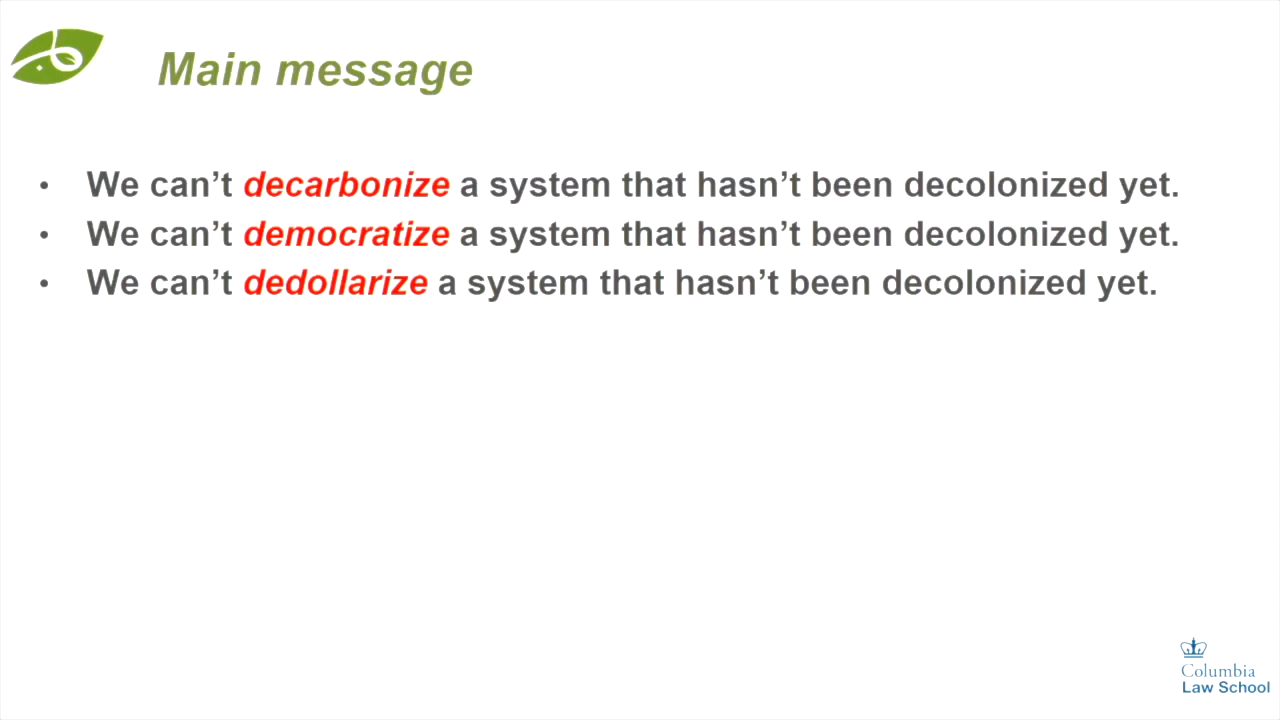 Main message
• We can’t decarbonize a system that hasn’t been decolonized yet.
• We can’t democratize a system that hasn’t been decolonized yet.
• We can’t dedollarize a system that hasn’t been decolonized yet.
Columbia
Law School